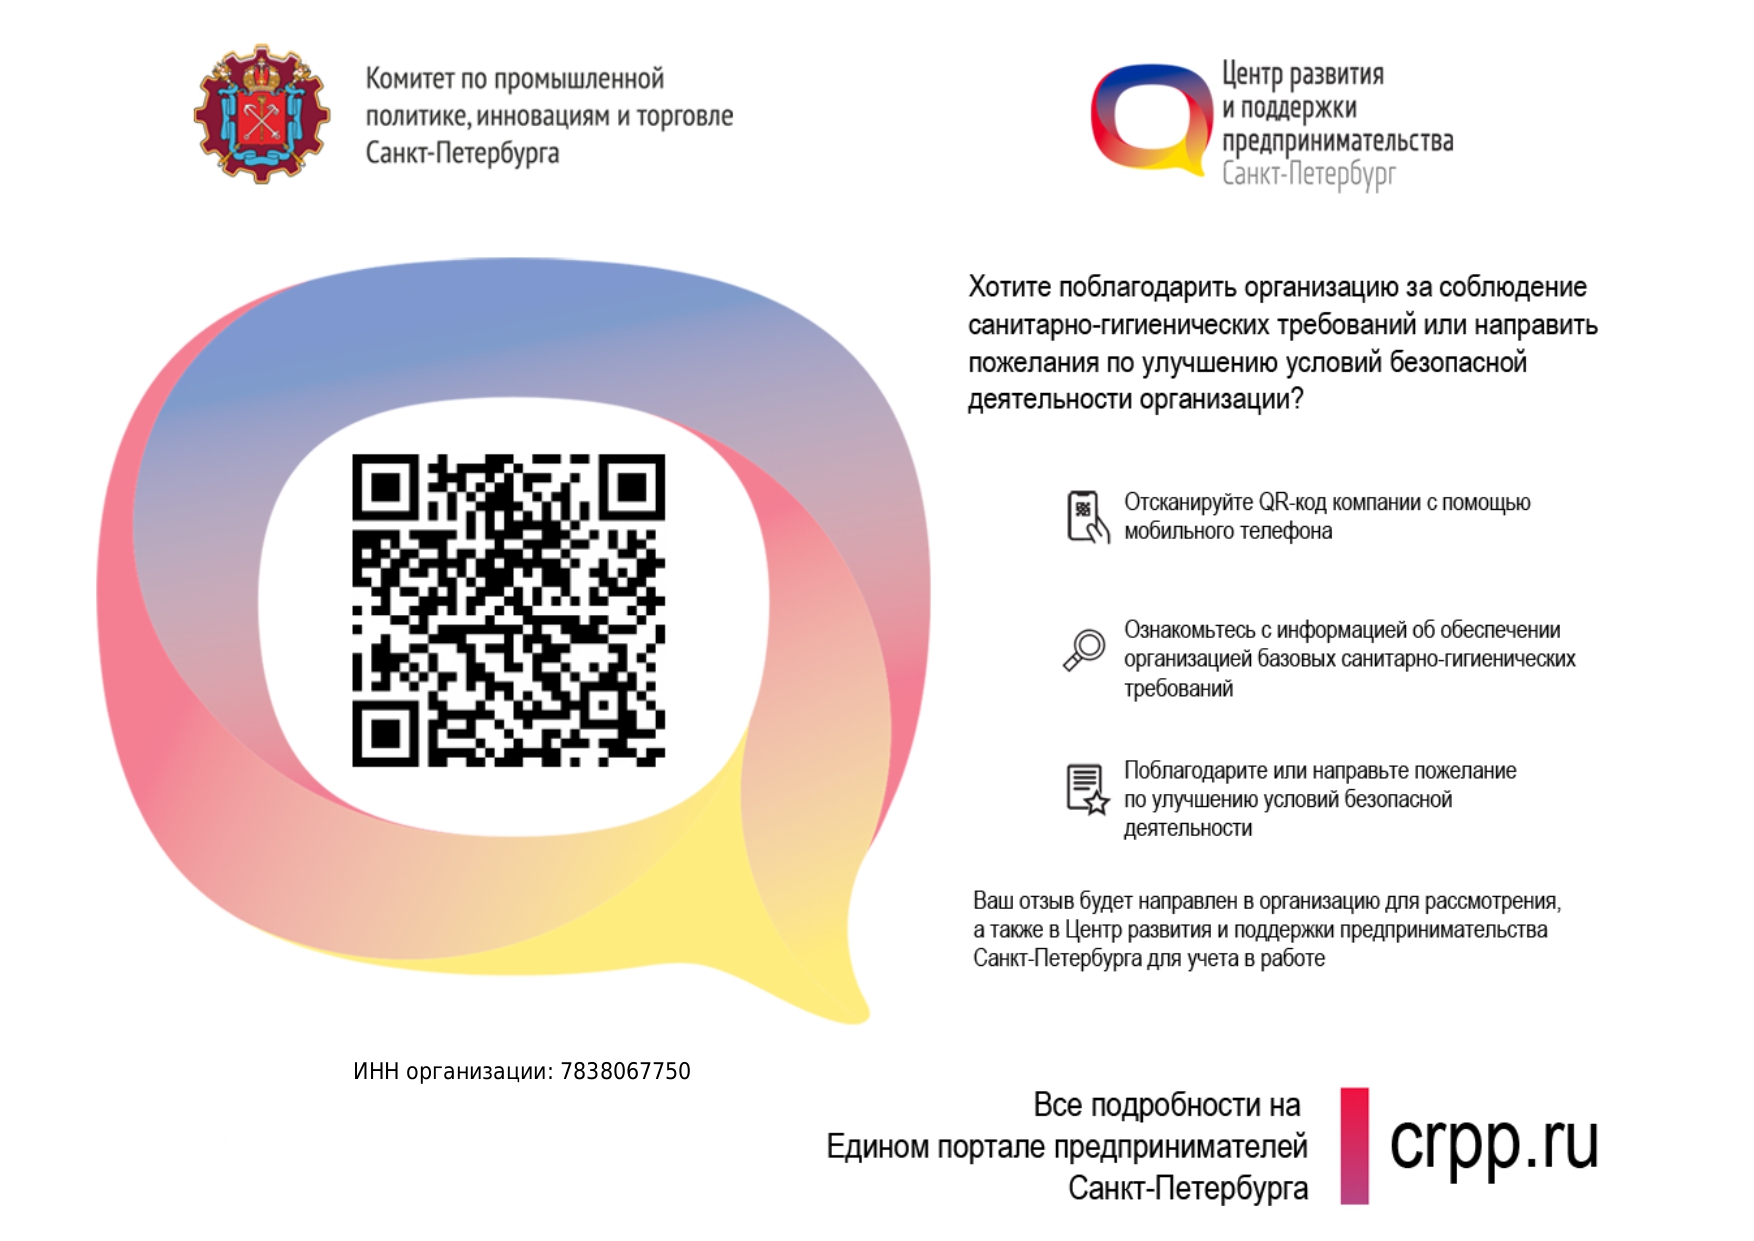 Комитет по промышленной
политике, инновациям и торговле
Санкт-Петербурга
Центр развития
и поддержки
предпринимательства
Санкт-Петербург
Хотите поблагодарить организацию за соблюдение
санитарно-гигиенических требований или направить
пожелания по улучшению условий безопасной
деятельности организации?
Отсканируйте QR-код компании с помощью
мобильного телефона
Ознакомьтесь с информацией об обеспечении
организацией базовых санитарно-гигиенических
требований
Поблагодарите или направьте пожелание
по улучшению условий безопасной
деятельности
Ваш отзыв будет направлен в организацию для рассмотрения,
а также в Центр развития и поддержки предпринимательства
Санкт-Петербурга для учета в работе
ИНН организации: 7838067750
Все подробности на
Едином портале предпринимателей
Санкт-Петербурга
crpp.ru